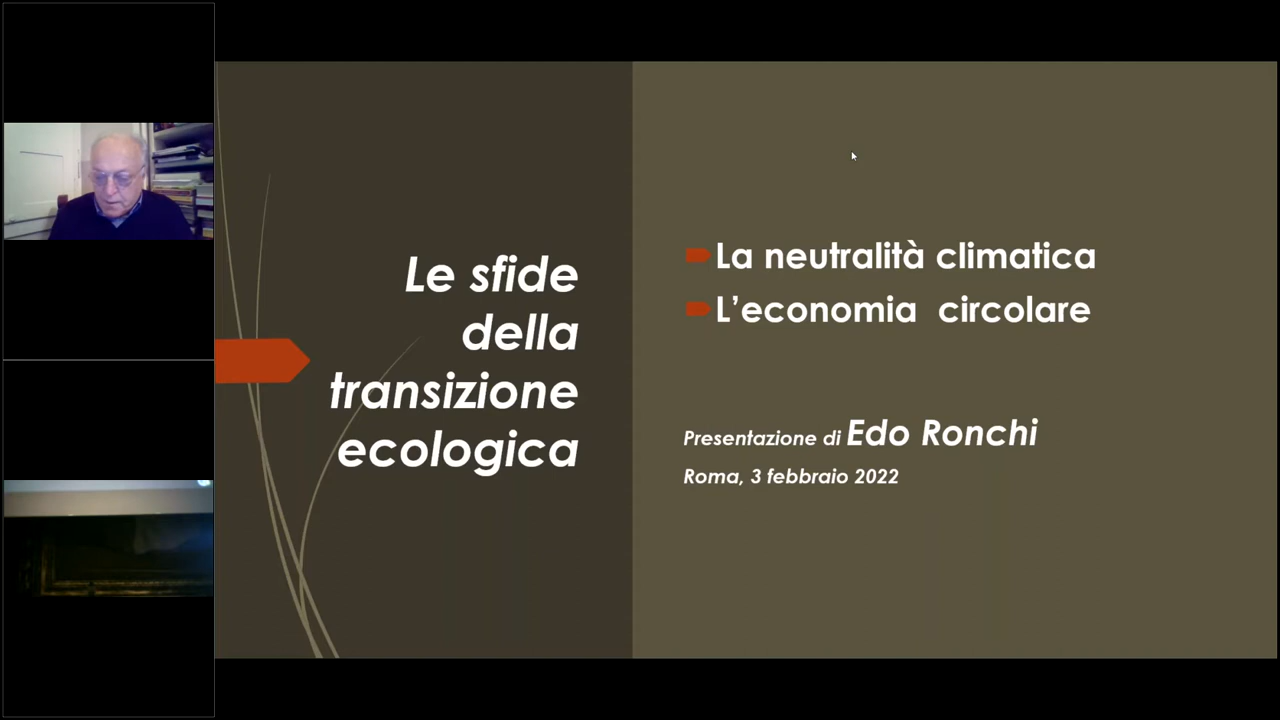 Le sfide
della
transizione
ecologica
La neutralità climatica
L’economia circolare
Presentazione di Edo Ronchi
Roma, 3 febbraio 2022